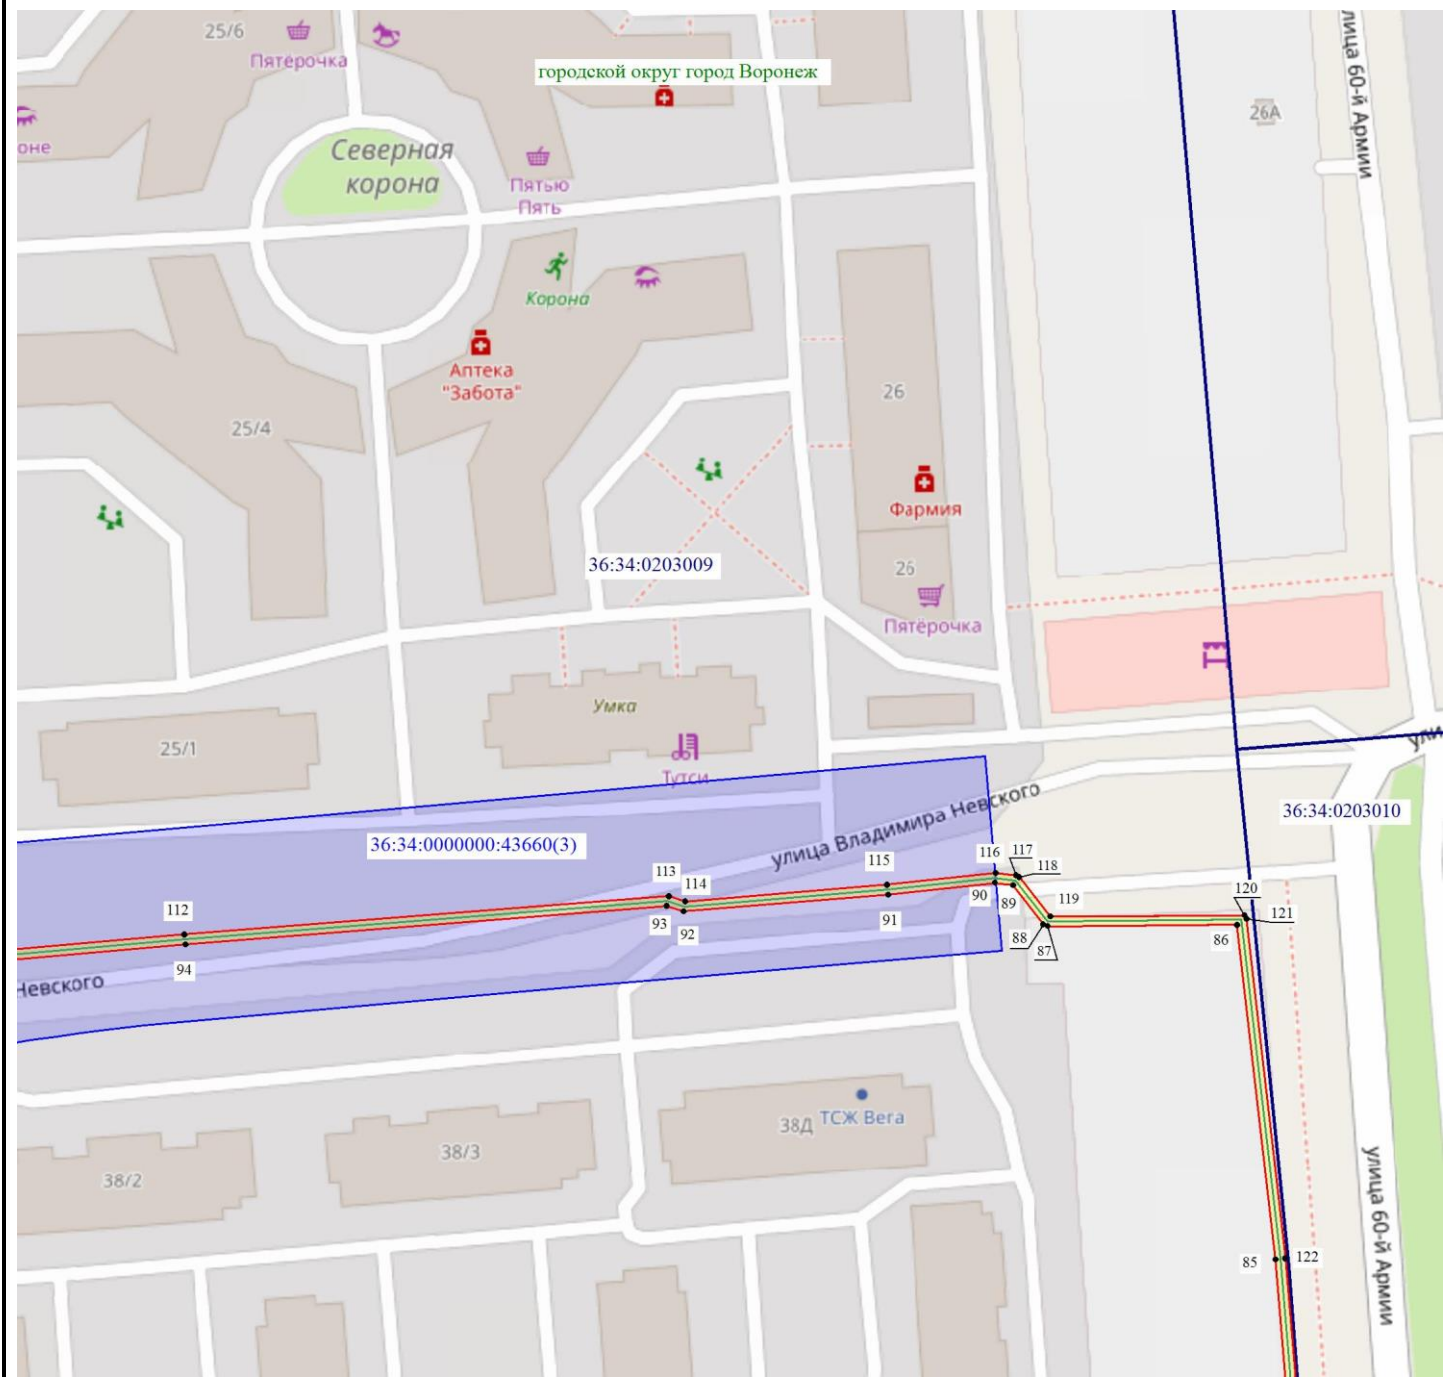 25/6
Пятёрочка
городской округ город Воронеж
лица 60-й Армии
26А
оне
Северная
корона
Пятью
Пять
Корона
Аптека
"Забота"
26
25/4
Фармия
36:34:0203009
26
Пятёрочка
Умка
25/1
Тутси
ули
36:34:0203010
36:34:0000000:43660(3)
улица Владимира Невского
116
117
118
113
114
115
90
89
119
120
121
112
93
92
91
88
87
86
94
Невского
85
122
38Д
ТСЖ Вега
38/3
38/2
улица 60-й Армии